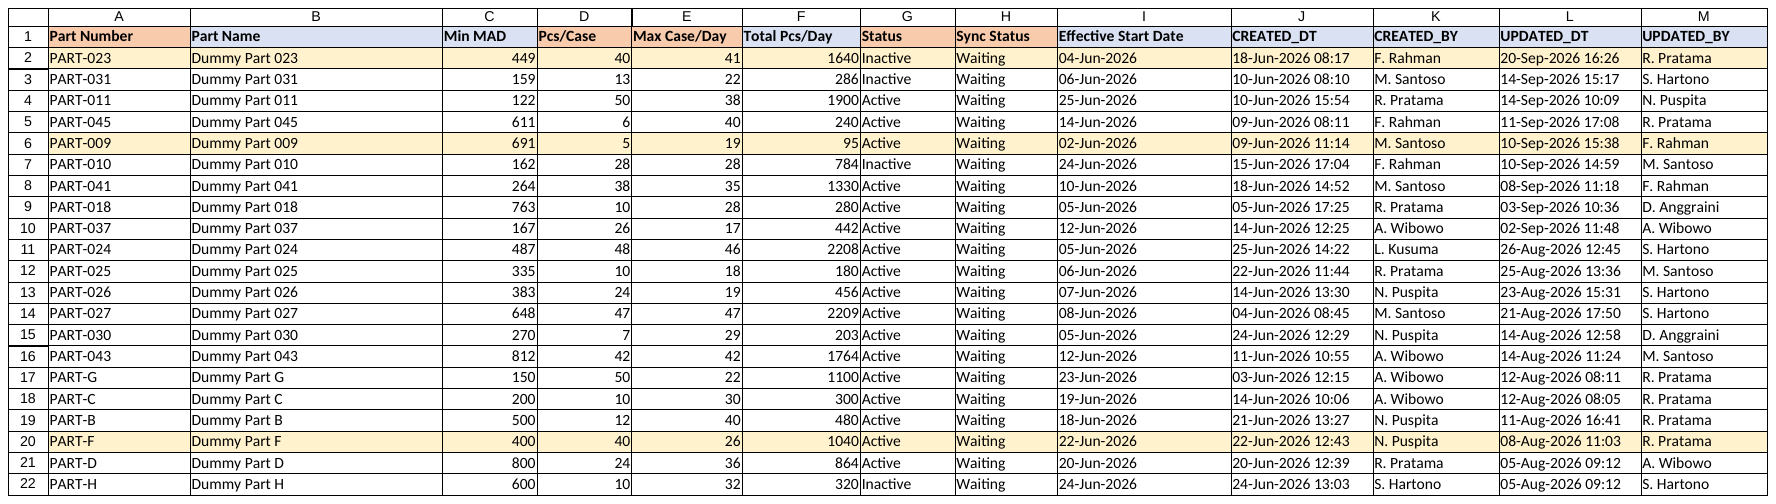 A B C D E F G H I J K L M
1 Part Number Part Name Min MAD Pcs/Case Max Case/Day Total Pcs/Day Status Sync Status Effective Start Date CREATED_DT CREATED_BY UPDATED_DT UPDATED_BY
2 PART-023 Dummy Part 023 449 40 41 1640 Inactive Waiting 04-Jun-2026 18-Jun-2026 08:17 F. Rahman 20-Sep-2026 16:26 R. Pratama
3 PART-031 Dummy Part 031 159 13 22 286 Inactive Waiting 06-Jun-2026 10-Jun-2026 08:10 M. Santoso 14-Sep-2026 15:17 S. Hartono
4 PART-011 Dummy Part 011 122 50 38 1900 Active Waiting 25-Jun-2026 10-Jun-2026 15:54 R. Pratama 14-Sep-2026 10:09 N. Puspita
5 PART-045 Dummy Part 045 611 6 40 240 Active Waiting 14-Jun-2026 09-Jun-2026 08:11 F. Rahman 11-Sep-2026 17:08 R. Pratama
6 PART-009 Dummy Part 009 691 5 19 95 Active Waiting 02-Jun-2026 09-Jun-2026 11:14 M. Santoso 10-Sep-2026 15:38 F. Rahman
7 PART-010 Dummy Part 010 162 28 28 784 Inactive Waiting 24-Jun-2026 15-Jun-2026 17:04 F. Rahman 10-Sep-2026 14:59 M. Santoso
8 PART-041 Dummy Part 041 264 38 35 1330 Active Waiting 10-Jun-2026 18-Jun-2026 14:52 M. Santoso 08-Sep-2026 11:18 F. Rahman
9 PART-018 Dummy Part 018 763 10 28 280 Active Waiting 05-Jun-2026 05-Jun-2026 17:25 R. Pratama 03-Sep-2026 10:36 D. Anggraini
10 PART-037 Dummy Part 037 167 26 17 442 Active Waiting 12-Jun-2026 14-Jun-2026 12:25 A. Wibowo 02-Sep-2026 11:48 A. Wibowo
11 PART-024 Dummy Part 024 487 48 46 2208 Active Waiting 05-Jun-2026 25-Jun-2026 14:22 L. Kusuma 26-Aug-2026 12:45 S. Hartono
12 PART-025 Dummy Part 025 335 10 18 180 Active Waiting 06-Jun-2026 22-Jun-2026 11:44 R. Pratama 25-Aug-2026 13:36 M. Santoso
13 PART-026 Dummy Part 026 383 24 19 456 Active Waiting 07-Jun-2026 14-Jun-2026 13:30 N. Puspita 23-Aug-2026 15:31 S. Hartono
14 PART-027 Dummy Part 027 648 47 47 2209 Active Waiting 08-Jun-2026 04-Jun-2026 08:45 M. Santoso 21-Aug-2026 17:50 S. Hartono
15 PART-030 Dummy Part 030 270 7 29 203 Active Waiting 05-Jun-2026 24-Jun-2026 12:29 N. Puspita 14-Aug-2026 12:58 D. Anggraini
16 PART-043 Dummy Part 043 812 42 42 1764 Active Waiting 12-Jun-2026 11-Jun-2026 10:55 A. Wibowo 14-Aug-2026 11:24 M. Santoso
17 PART-G Dummy Part G 150 50 22 1100 Active Waiting 23-Jun-2026 03-Jun-2026 12:15 A. Wibowo 12-Aug-2026 08:11 R. Pratama
18 PART-C Dummy Part C 200 10 30 300 Active Waiting 19-Jun-2026 14-Jun-2026 10:06 A. Wibowo 12-Aug-2026 08:05 R. Pratama
19 PART-B Dummy Part B 500 12 40 480 Active Waiting 18-Jun-2026 21-Jun-2026 13:27 N. Puspita 11-Aug-2026 16:41 R. Pratama
20 PART-F Dummy Part F 400 40 26 1040 Active Waiting 22-Jun-2026 22-Jun-2026 12:43 N. Puspita 08-Aug-2026 11:03 R. Pratama
21 PART-D Dummy Part D 800 24 36 864 Active Waiting 20-Jun-2026 20-Jun-2026 12:39 R. Pratama 05-Aug-2026 09:12 A. Wibowo
22 PART-H Dummy Part H 600 10 32 320 Inactive Waiting 24-Jun-2026 24-Jun-2026 13:03 S. Hartono 05-Aug-2026 09:12 S. Hartono